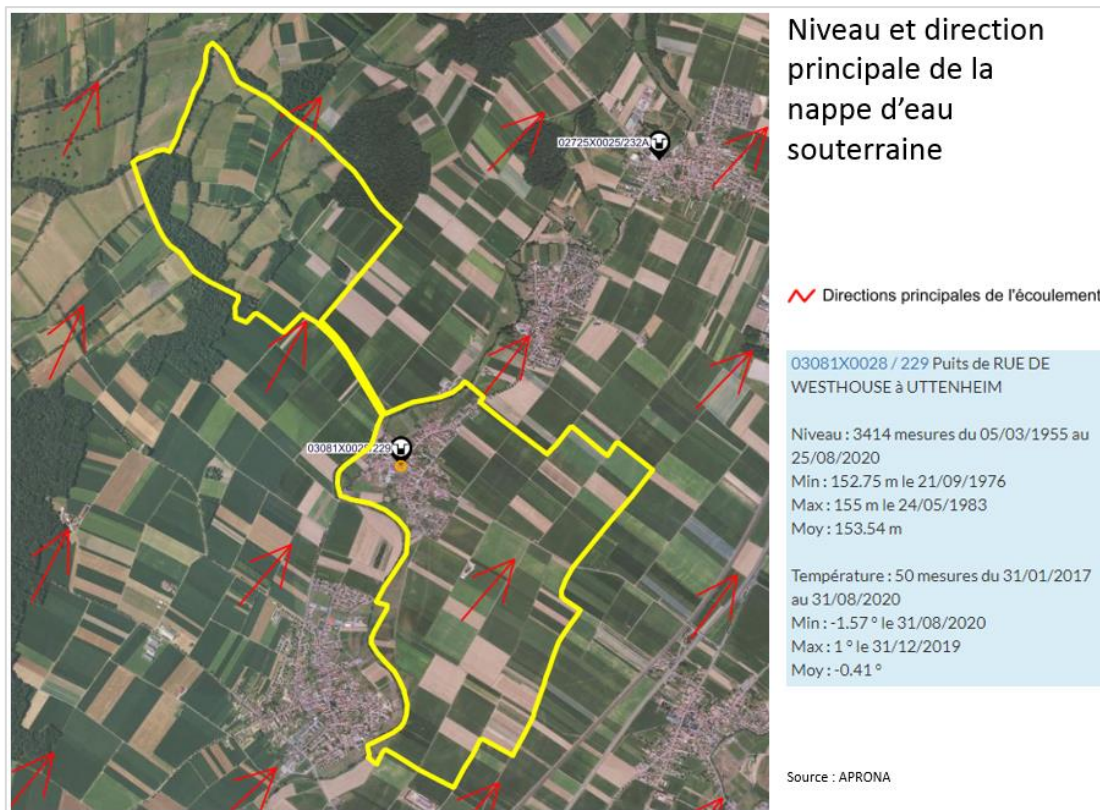 Niveau et direction
principale de la
nappe d'eau
souterraine
02725X0025/232A
Directions principales de l'écoulement
03081X0028 / 229 Puits de RUE DE
WESTHOUSE à UTTENHEIM
03081X0028/229
Niveau : 3414 mesures du 05/03/1955 au
25/08/2020
Min : 152.75 m le 21/09/1976
Max : 155 m le 24/05/1983
Moy : 153.54 m
Température : 50 mesures du 31/01/2017
au 31/08/2020
Min : -1.57 ° le 31/08/2020
Max : 1 ° le 31/12/2019
Moy : -0.41 °
Source : APRONA